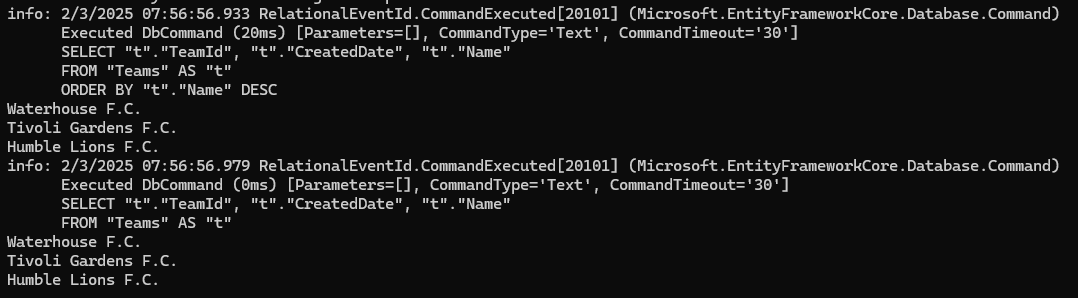 info: 2/3/2025 07:56:56.933 RelationalEventId.CommandExecuted[20101] (Microsoft.EntityFrameworkCore.Database.Command)
      Executed DbCommand (20ms) [Parameters=[], CommandType='Text', CommandTimeout='30']
      SELECT "t"."TeamId", "t"."CreatedDate", "t"."Name"
      FROM "Teams" AS "t"
      ORDER BY "t"."Name" DESC
Waterhouse F.C.
Tivoli Gardens F.C.
Humble Lions F.C.
info: 2/3/2025 07:56:56.979 RelationalEventId.CommandExecuted[20101] (Microsoft.EntityFrameworkCore.Database.Command)
      Executed DbCommand (0ms) [Parameters=[], CommandType='Text', CommandTimeout='30']
      SELECT "t"."TeamId", "t"."CreatedDate", "t"."Name"
      FROM "Teams" AS "t"
Waterhouse F.C.
Tivoli Gardens F.C.
Humble Lions F.C.